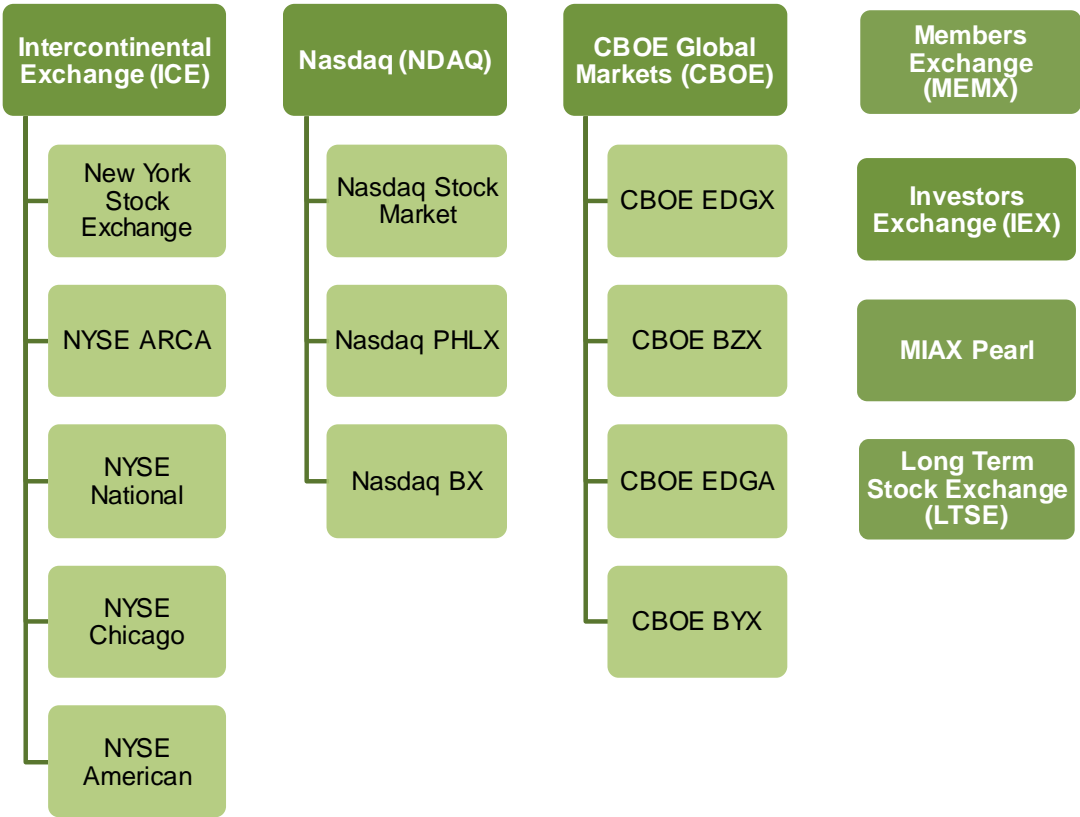 Intercontinental
Exchange (ICE)
New York
Stock
Exchange
NYSE ARCA
NYSE
National
NYSE
Chicago
NYSE
American
Nasdaq (NDAQ)
Nasdaq Stock
Market
Nasdaq PHLX
Nasdaq BX
CBOE Global
Markets (CBOE)
CBOE EDGX
CBOE BZX
CBOE EDGA
CBOE BYX
Members
Exchange
(MEMX)
Investors
Exchange (IEX)
MIAX Pearl
Long Term
Stock Exchange
(LTSE)